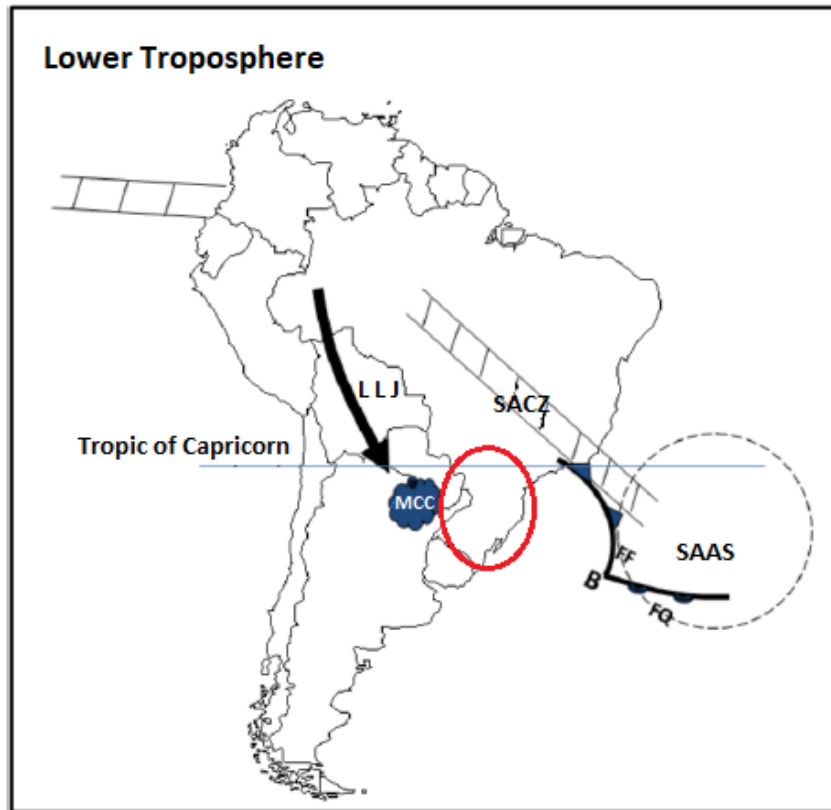 Lower Troposphere
L L J
SACZ
Tropic of Capricorn
MCC
SAAS
FF
B
FQ